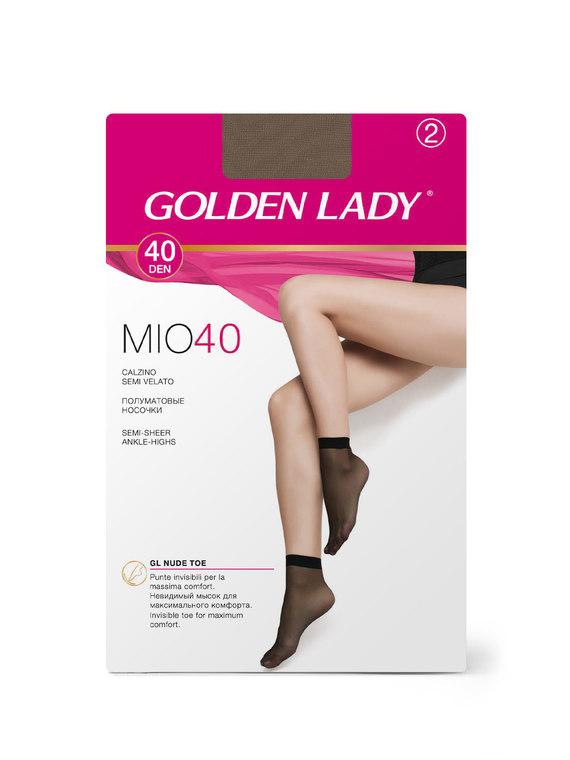 2
GOLDEN LADY®
40
DEN
MIO40
CALZINO
SEMI VELATO
ПОЛУМАТОВЫЕ
НОСОЧКИ
SEMI-SHEER
ANKLE-HIGHS
GL NUDE TOE
Punte invisibili per la
massima comfort.
Невидимый мысок для
максимального комфорта.
Invisible toe for maximum
comfort.